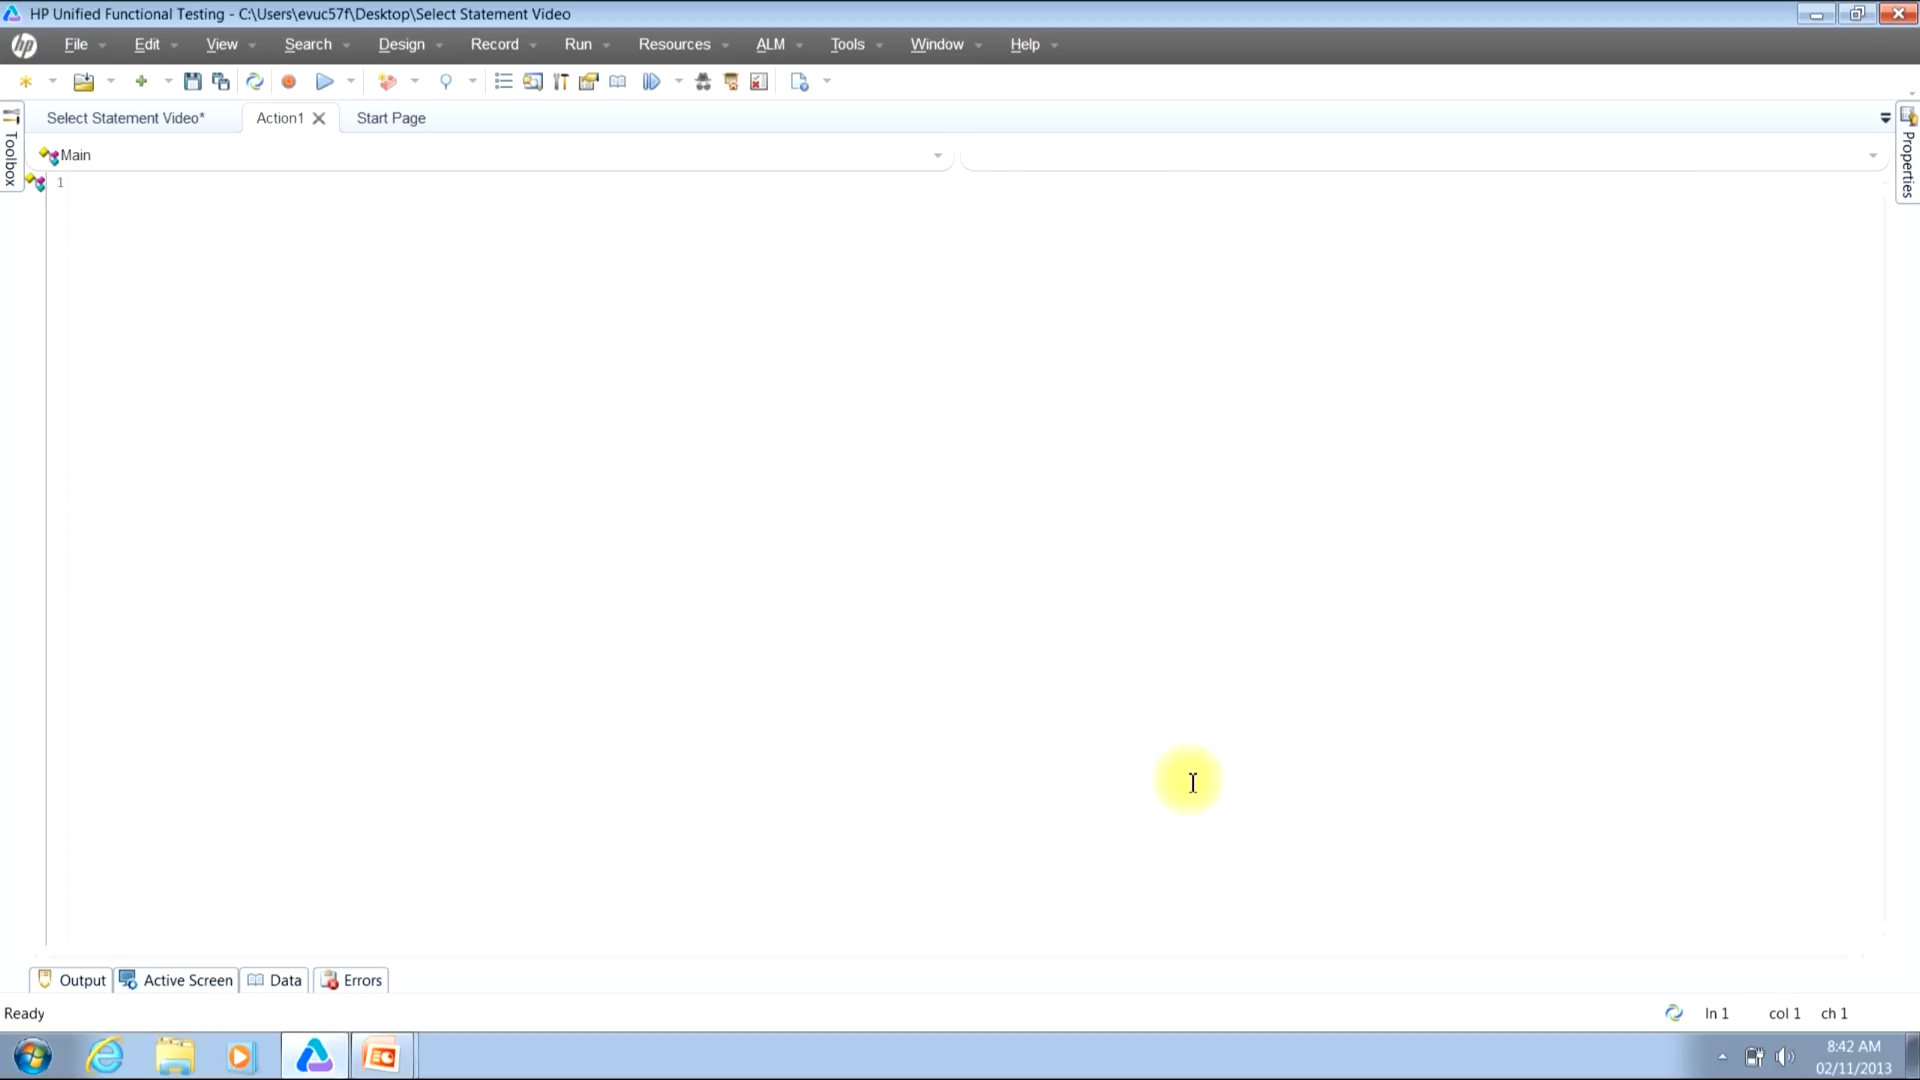 HP Unified Functional Testing - C:\Users\evuc57f\Desktop\Select Statement Video
hp File Edit View Search Design Record Run Resources ALM Tools Window Help
Select Statement Video* Action1 Start Page
Toolbox
Main
Properties
1
Output Active Screen Data Errors
Ready ln 1 col 1 ch 1
8:42 AM
02/11/2013